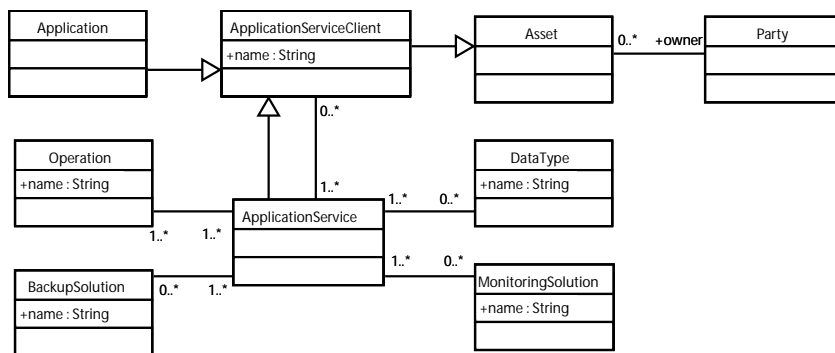 Application
ApplicationServiceClient
+name : String
Asset
Party
0..*
+owner
0..*
Operation
+name : String
DataType
+name : String
1..*
ApplicationService
1..*
0..*
1..*
1..*
BackupSolution
+name : String
0..*
1..*
1..*
0..*
MonitoringSolution
+name : String